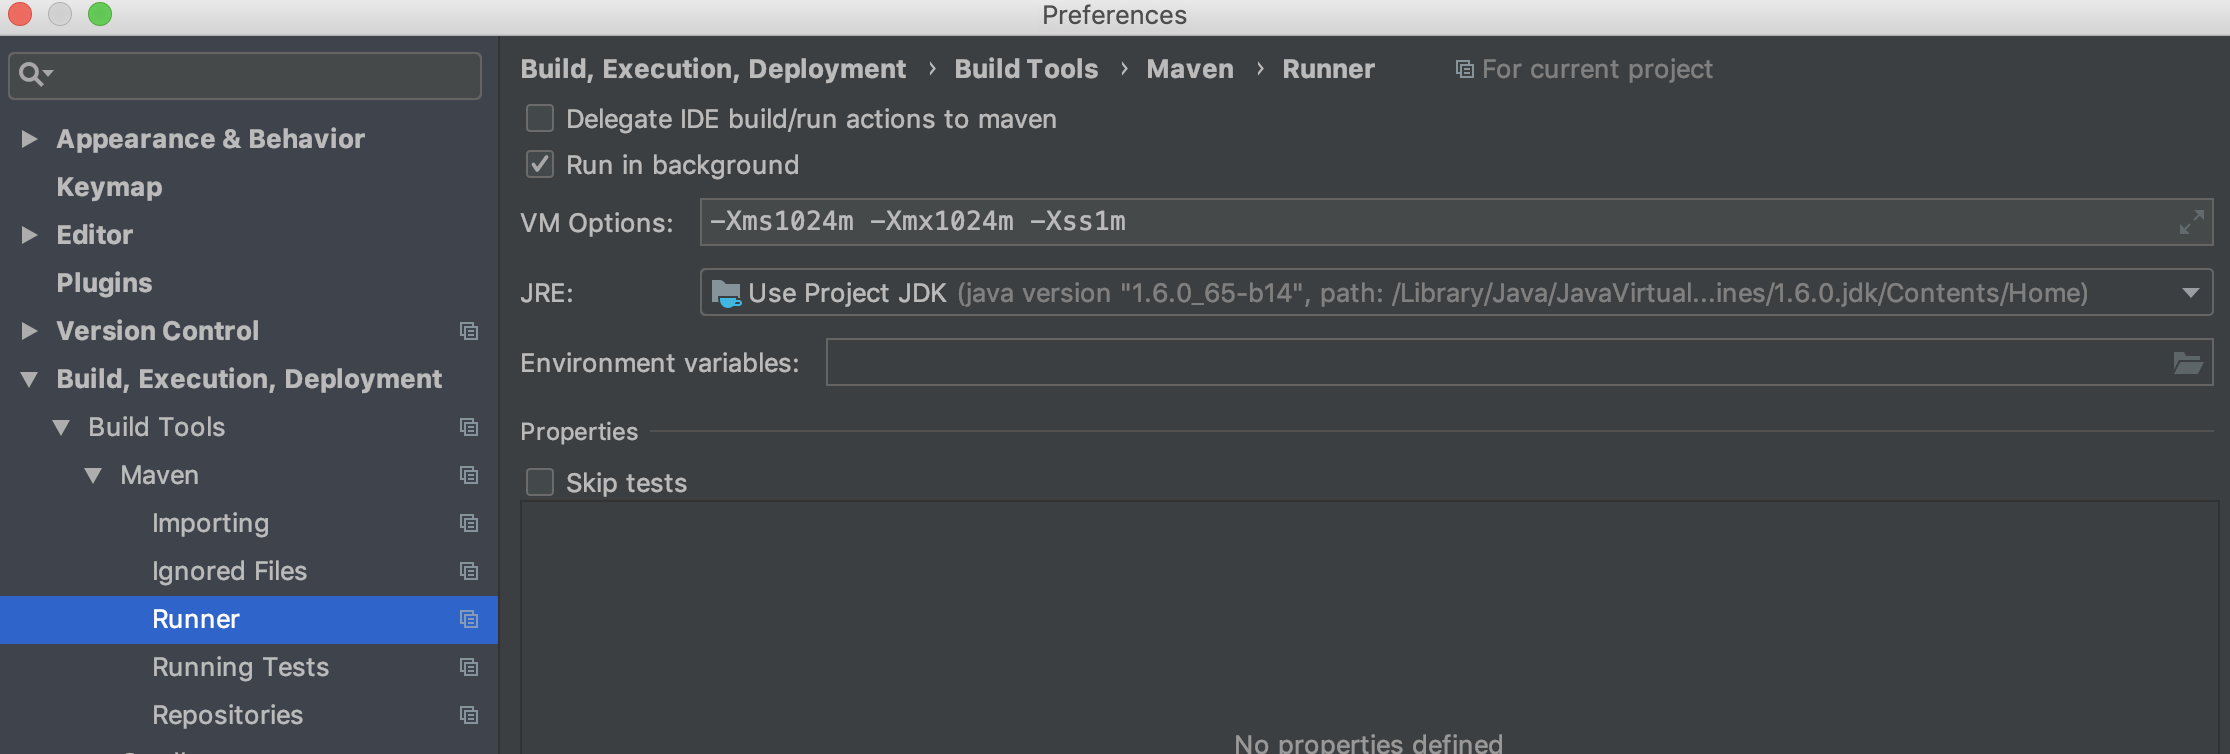 Preferences
Appearance & Behavior
Keymap
Editor
Plugins
Version Control
Build, Execution, Deployment
Build Tools
Maven
Importing
Ignored Files
Runner
Running Tests
Repositories
Build, Execution, Deployment › Build Tools › Maven › Runner For current project
Delegate IDE build/run actions to maven
Run in background
VM Options: -Xms1024m -Xmx1024m -Xss1m
JRE: Use Project JDK (java version "1.6.0_65-b14", path: /Library/Java/JavaVirtual...ines/1.6.0.jdk/Contents/Home)
Environment variables:
Properties
Skip tests
No properties defined